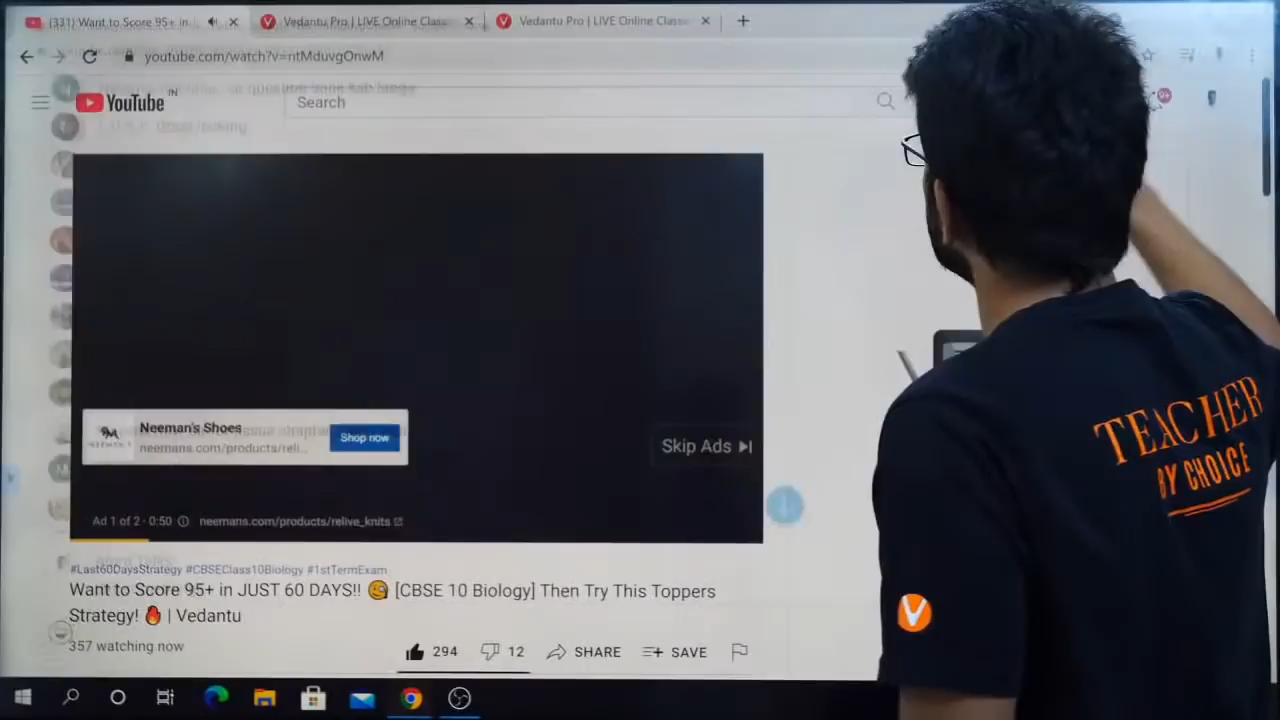 (331) Want to Score 95+ in
Vedantu Pro | LIVE Online Class
Vedantu Pro | LIVE Online Class
youtube.com/watch?v=ntMduvgOnwM
YouTube IN
Search
9+
Neeman's Shoes
neemans.com/products/reli...
Shop now
Skip Ads
Ad 1 of 2 · 0:50 neemans.com/products/relive_knits
#Last60DaysStrategy #CBSEClass10Biology #1stTermExam
Want to Score 95+ in JUST 60 DAYS!! 🧐 [CBSE 10 Biology] Then Try This Toppers
Strategy! 🔥 | Vedantu
357 watching now
294
12
SHARE
SAVE
TEACHER
BY CHOICE
V